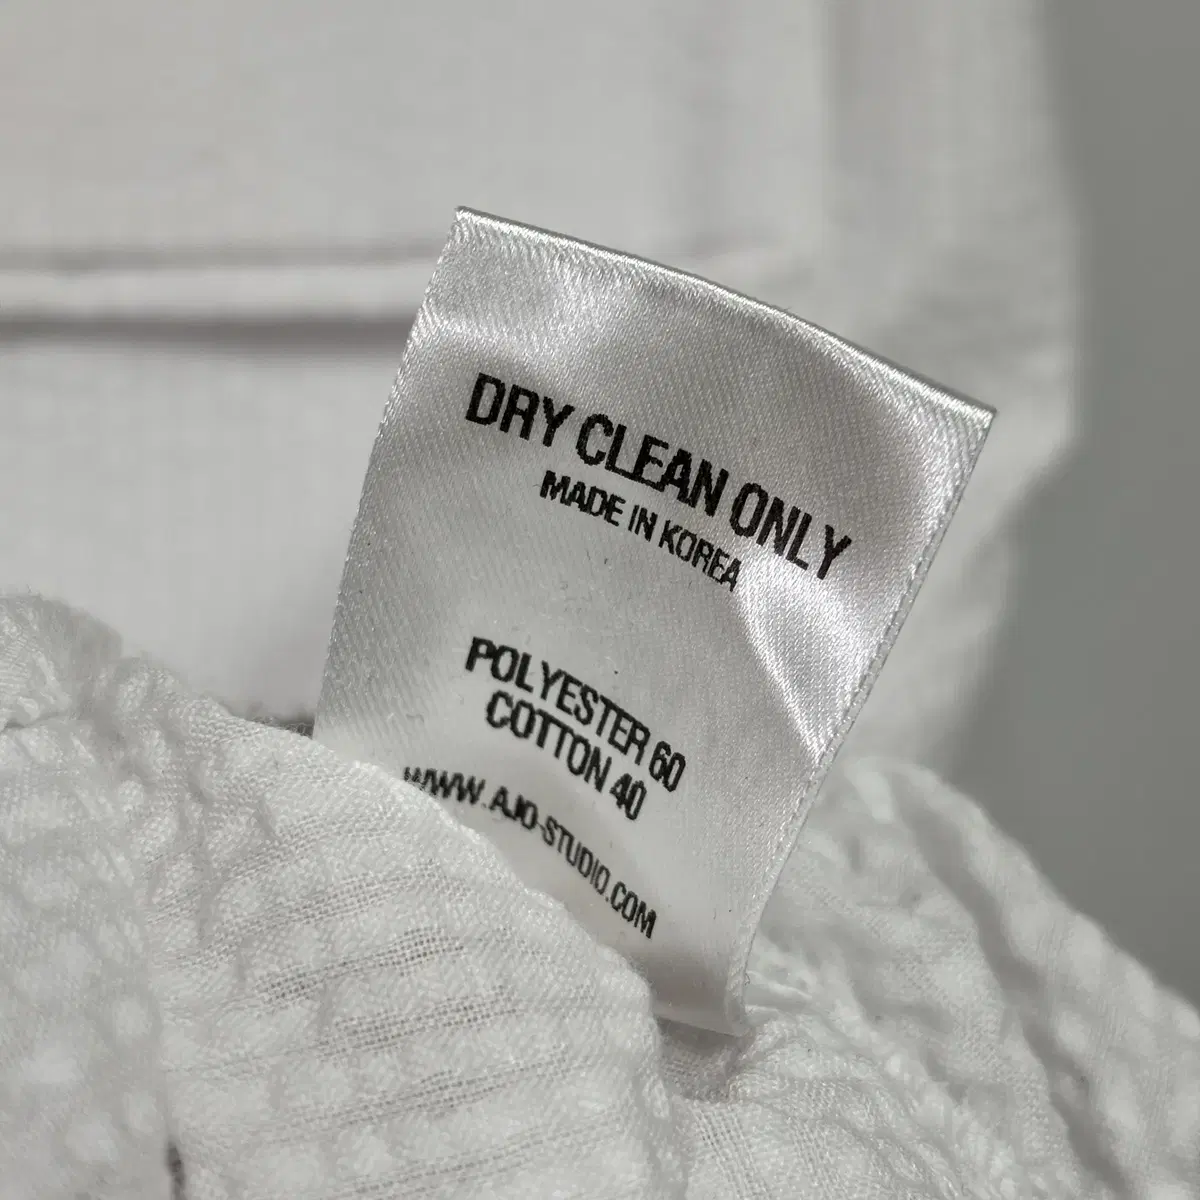 DRY CLEAN ONLY
MADE IN KOREA
POLYESTER 60
COTTON 40
WWW.AJO-STUDIO.COM